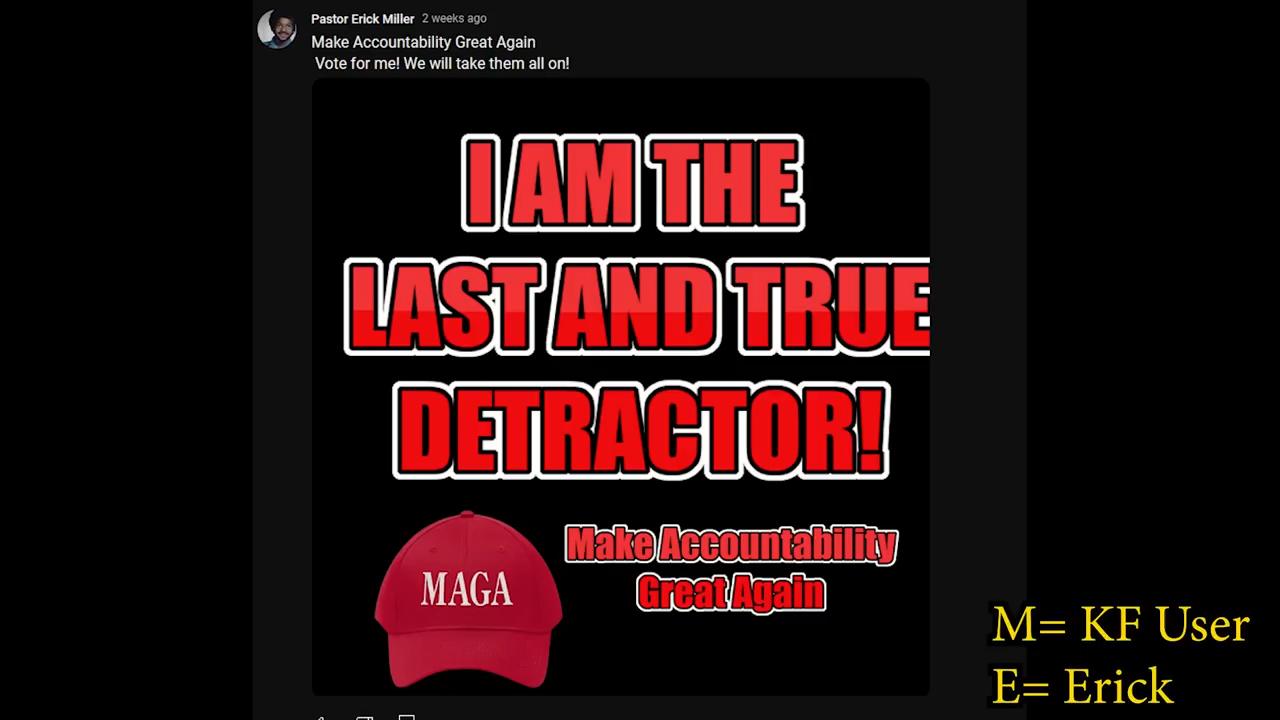 Pastor Erick Miller 2 weeks ago
Make Accountability Great Again
Vote for me! We will take them all on!
I AM THE
LAST AND TRUE
DETRACTOR!
MAGA
Make Accountability
Great Again
M= KF User
E= Erick